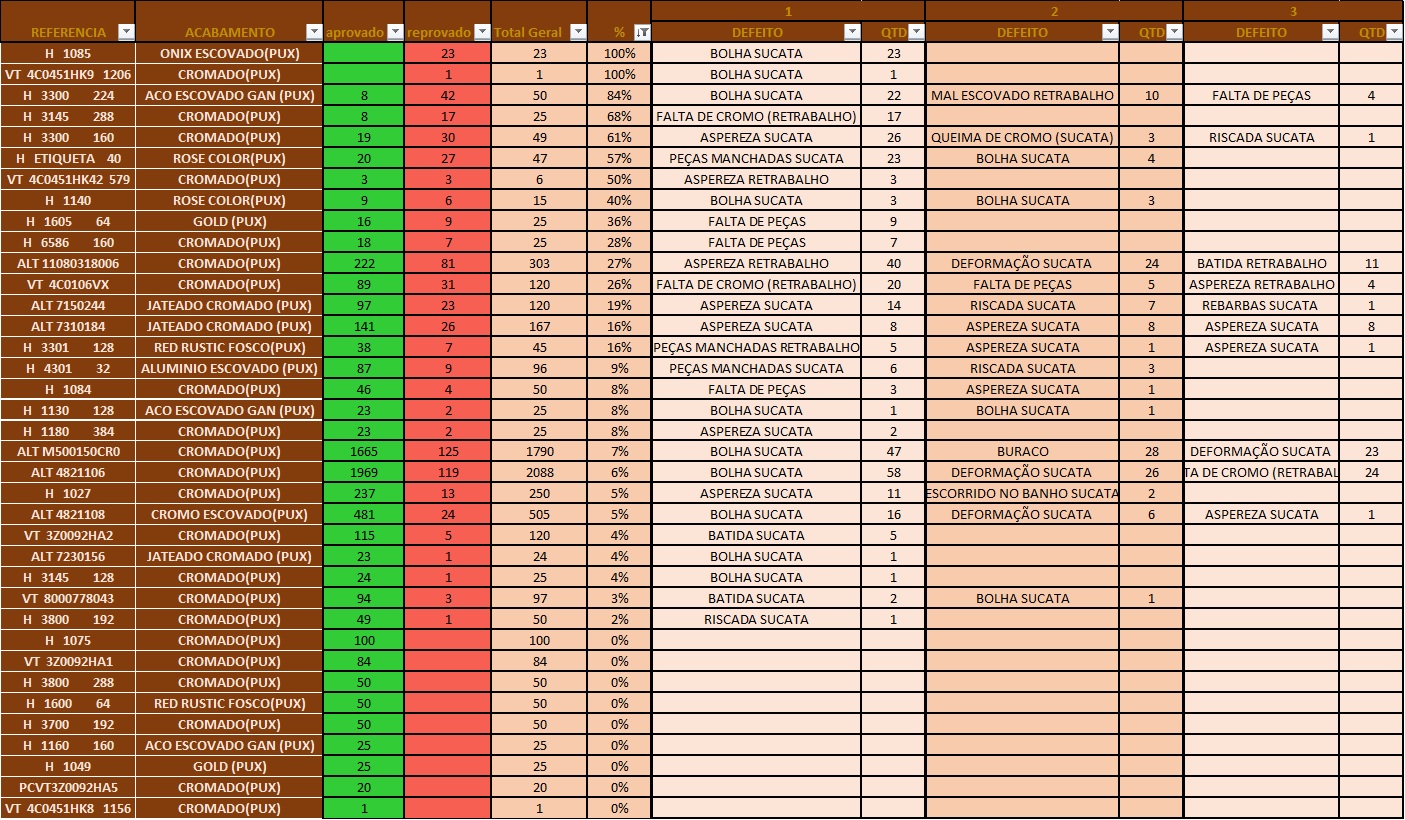 1 2 3
REFERENCIA ACABAMENTO aprovado reprovado Total Geral % DEFEITO QTD DEFEITO QTD DEFEITO QTD
H 1085 ONIX ESCOVADO(PUX) 23 23 100% BOLHA SUCATA 23
VT 4C0451HK9 1206 CROMADO(PUX) 1 1 100% BOLHA SUCATA 1
H 3300 224 ACO ESCOVADO GAN (PUX) 8 42 50 84% BOLHA SUCATA 22 MAL ESCOVADO RETRABALHO 10 FALTA DE PEÇAS 4
H 3145 288 CROMADO(PUX) 8 17 25 68% FALTA DE CROMO (RETRABALHO) 17
H 3300 160 CROMADO(PUX) 19 30 49 61% ASPEREZA SUCATA 26 QUEIMA DE CROMO (SUCATA) 3 RISCADA SUCATA 1
H ETIQUETA 40 ROSE COLOR(PUX) 20 27 47 57% PEÇAS MANCHADAS SUCATA 23 BOLHA SUCATA 4
VT 4C0451HK42 579 CROMADO(PUX) 3 3 6 50% ASPEREZA RETRABALHO 3
H 1140 ROSE COLOR(PUX) 9 6 15 40% BOLHA SUCATA 3 BOLHA SUCATA 3
H 1605 64 GOLD (PUX) 16 9 25 36% FALTA DE PEÇAS 9
H 6586 160 CROMADO(PUX) 18 7 25 28% FALTA DE PEÇAS 7
ALT 11080318006 CROMADO(PUX) 222 81 303 27% ASPEREZA RETRABALHO 40 DEFORMAÇÃO SUCATA 24 BATIDA RETRABALHO 11
VT 4C0106VX CROMADO(PUX) 89 31 120 26% FALTA DE CROMO (RETRABALHO) 20 FALTA DE PEÇAS 5 ASPEREZA RETRABALHO 4
ALT 7150244 JATEADO CROMADO (PUX) 97 23 120 19% ASPEREZA SUCATA 14 RISCADA SUCATA 7 REBARBAS SUCATA 1
ALT 7310184 JATEADO CROMADO (PUX) 141 26 167 16% ASPEREZA SUCATA 8 ASPEREZA SUCATA 8 ASPEREZA SUCATA 8
H 3301 128 RED RUSTIC FOSCO(PUX) 38 7 45 16% PEÇAS MANCHADAS RETRABALHO 5 ASPEREZA SUCATA 1 ASPEREZA SUCATA 1
H 4301 32 ALUMINIO ESCOVADO (PUX) 87 9 96 9% PEÇAS MANCHADAS SUCATA 6 RISCADA SUCATA 3
H 1084 CROMADO(PUX) 46 4 50 8% FALTA DE PEÇAS 3 ASPEREZA SUCATA 1
H 1130 128 ACO ESCOVADO GAN (PUX) 23 2 25 8% BOLHA SUCATA 1 BOLHA SUCATA 1
H 1180 384 CROMADO(PUX) 23 2 25 8% ASPEREZA SUCATA 2
ALT M500150CR0 CROMADO(PUX) 1665 125 1790 7% BOLHA SUCATA 47 BURACO 28 DEFORMAÇÃO SUCATA 23
ALT 4821106 CROMADO(PUX) 1969 119 2088 6% BOLHA SUCATA 58 DEFORMAÇÃO SUCATA 26 TA DE CROMO (RETRABAL 24
H 1027 CROMADO(PUX) 237 13 250 5% ASPEREZA SUCATA 11 ESCORRIDO NO BANHO SUCATA 2
ALT 4821108 CROMO ESCOVADO(PUX) 481 24 505 5% BOLHA SUCATA 16 DEFORMAÇÃO SUCATA 6 ASPEREZA SUCATA 1
VT 3Z0092HA2 CROMADO(PUX) 115 5 120 4% BATIDA SUCATA 5
ALT 7230156 JATEADO CROMADO (PUX) 23 1 24 4% BOLHA SUCATA 1
H 3145 128 CROMADO(PUX) 24 1 25 4% BOLHA SUCATA 1
VT 8000778043 CROMADO(PUX) 94 3 97 3% BATIDA SUCATA 2 BOLHA SUCATA 1
H 3800 192 CROMADO(PUX) 49 1 50 2% RISCADA SUCATA 1
H 1075 CROMADO(PUX) 100 100 0%
VT 3Z0092HA1 CROMADO(PUX) 84 84 0%
H 3800 288 CROMADO(PUX) 50 50 0%
H 1600 64 RED RUSTIC FOSCO(PUX) 50 50 0%
H 3700 192 CROMADO(PUX) 50 50 0%
H 1160 160 ACO ESCOVADO GAN (PUX) 25 25 0%
H 1049 GOLD (PUX) 25 25 0%
PCVT3Z0092HA5 CROMADO(PUX) 20 20 0%
VT 4C0451HK8 1156 CROMADO(PUX) 1 1 0%